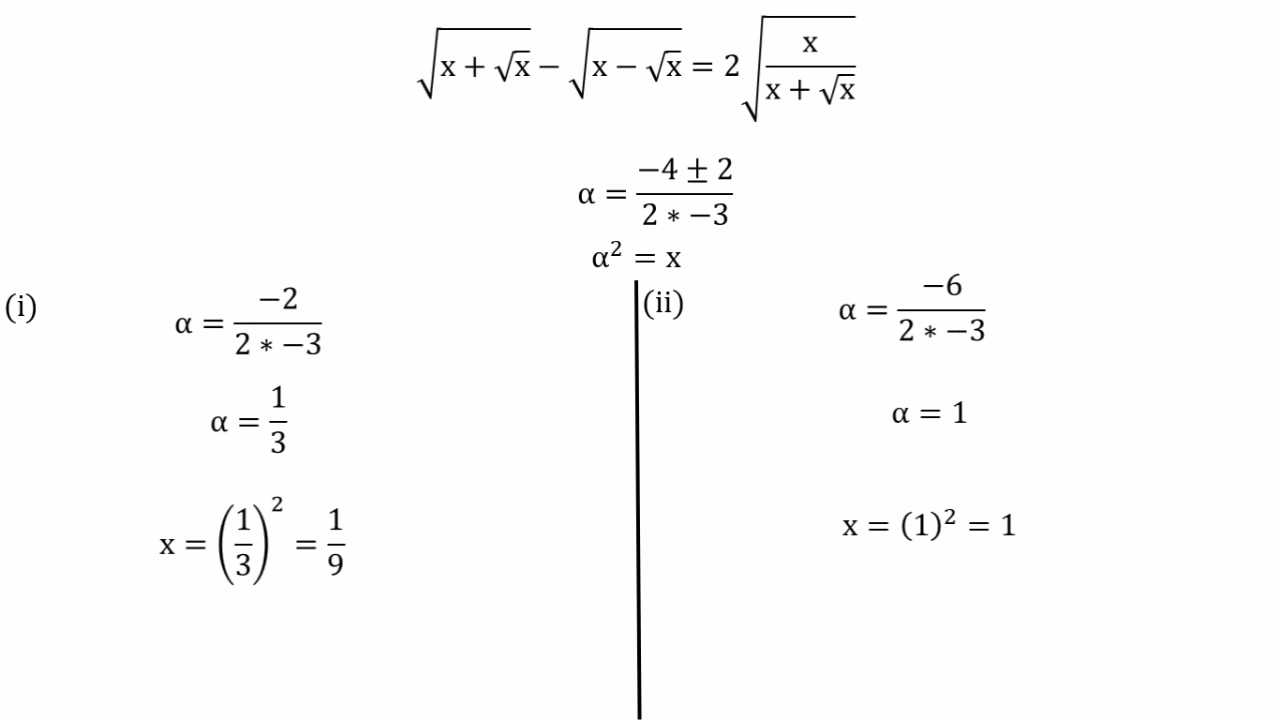 √(x + √x) − √(x − √x) = 2 √(x / (x + √x))
α = (−4 ± 2) / (2 * −3)
α² = x
(i)
α = −2 / (2 * −3)
α = 1/3
x = (1/3)² = 1/9
(ii)
α = −6 / (2 * −3)
α = 1
x = (1)² = 1